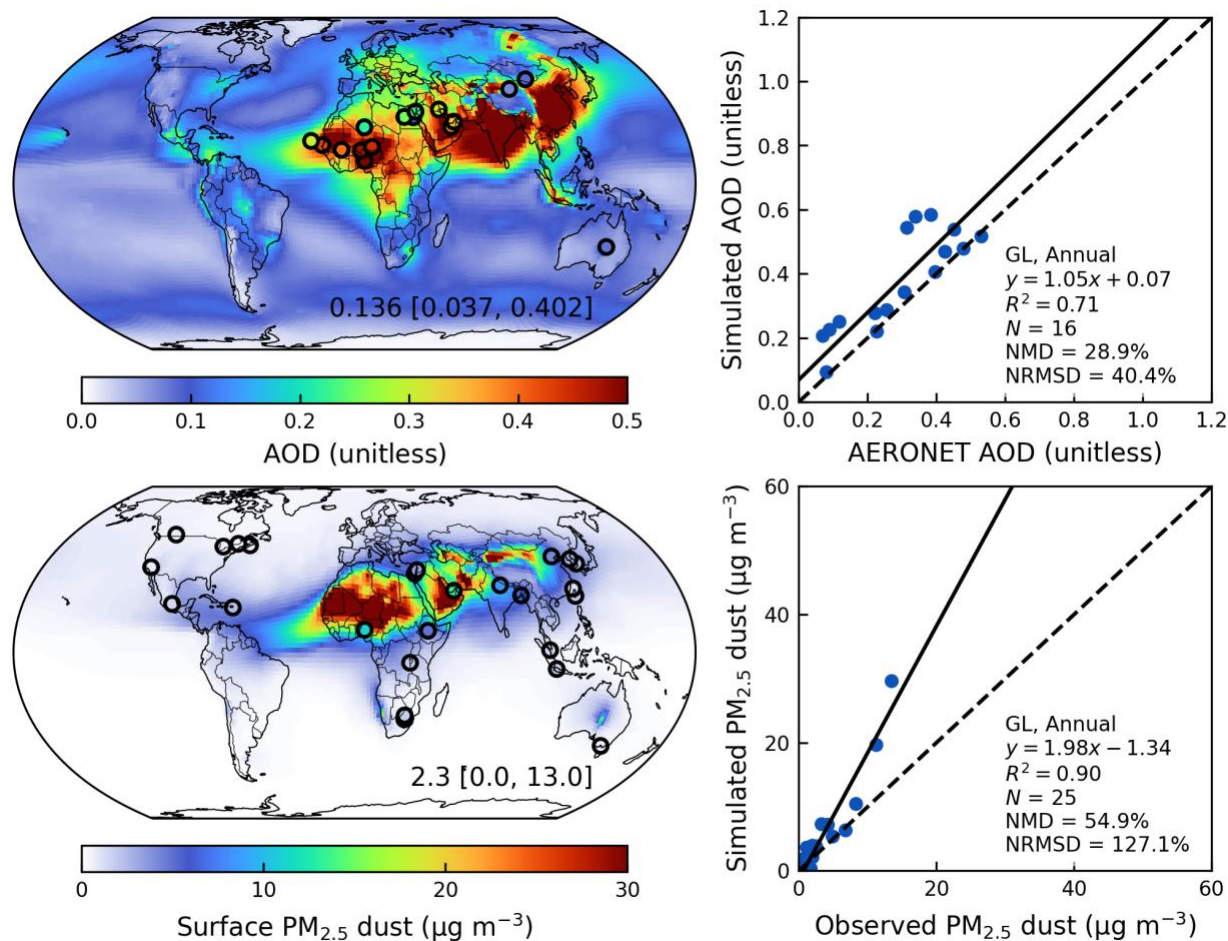 0.136 [0.037, 0.402]
0.0 0.1 0.2 0.3 0.4 0.5
AOD (unitless)
1.2
1.0
0.8
0.6
0.4
0.2
0.0
Simulated AOD (unitless)
GL, Annual
y = 1.05x + 0.07
R² = 0.71
N = 16
NMD = 28.9%
NRMSD = 40.4%
0.0 0.2 0.4 0.6 0.8 1.0 1.2
AERONET AOD (unitless)
2.3 [0.0, 13.0]
0 10 20 30
Surface PM₂.₅ dust (µg m⁻³)
60
40
20
0
Simulated PM₂.₅ dust (µg m⁻³)
GL, Annual
y = 1.98x − 1.34
R² = 0.90
N = 25
NMD = 54.9%
NRMSD = 127.1%
0 20 40 60
Observed PM₂.₅ dust (µg m⁻³)